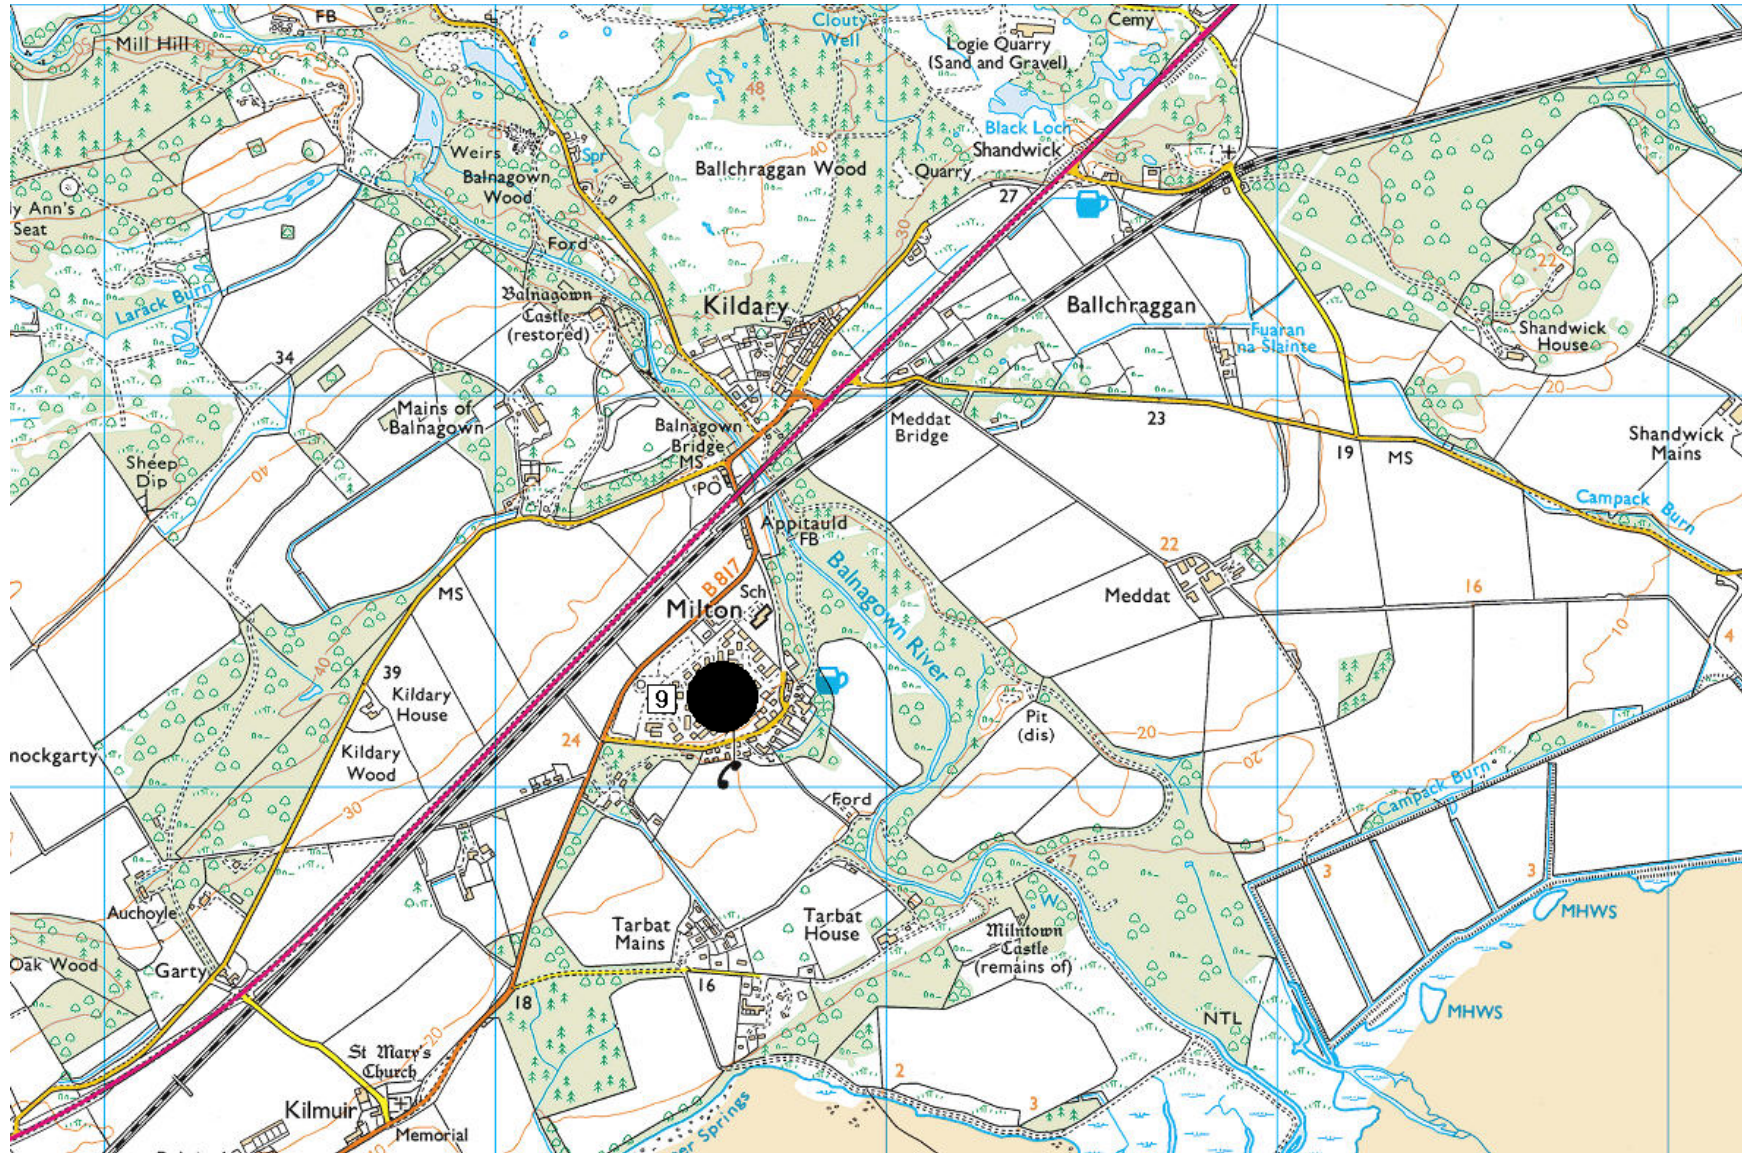 FB
Mill Hill
50
Clouty
Well
Cemy
Logie Quarry
(Sand and Gravel)
48
Black Loch
Shandwick
Weirs
Spr
Balnagown
Wood
Ballchraggan Wood
40
Quarry
27
ly Ann's
Seat
30
Ford
22
Larack Burn
Balnagown
Castle
(restored)
Kildary
Ballchraggan
Fuaran
na Slainte
Shandwick
House
34
20
Mains of
Balnagown
Balnagown
Bridge
MS
Meddat
Bridge
23
19
MS
Shandwick
Mains
Sheep
Dip
40
PO
Campack Burn
Appitauld
FB
22
Balnagown River
B 817
MS
Sch
Milton
Meddat
16
10
4
40
39
Kildary
House
9
Pit
(dis)
20
20
nockgarty
Kildary
Wood
24
30
Ford
Campack Burn
7
3
3
Auchoyle
W
MHWS
Tarbat
Mains
Tarbat
House
Milntown
Castle
(remains of)
Oak Wood
Garty
16
18
MHWS
NTL
20
St Mary's
Church
2
3
Kilmuir
Memorial
er Springs